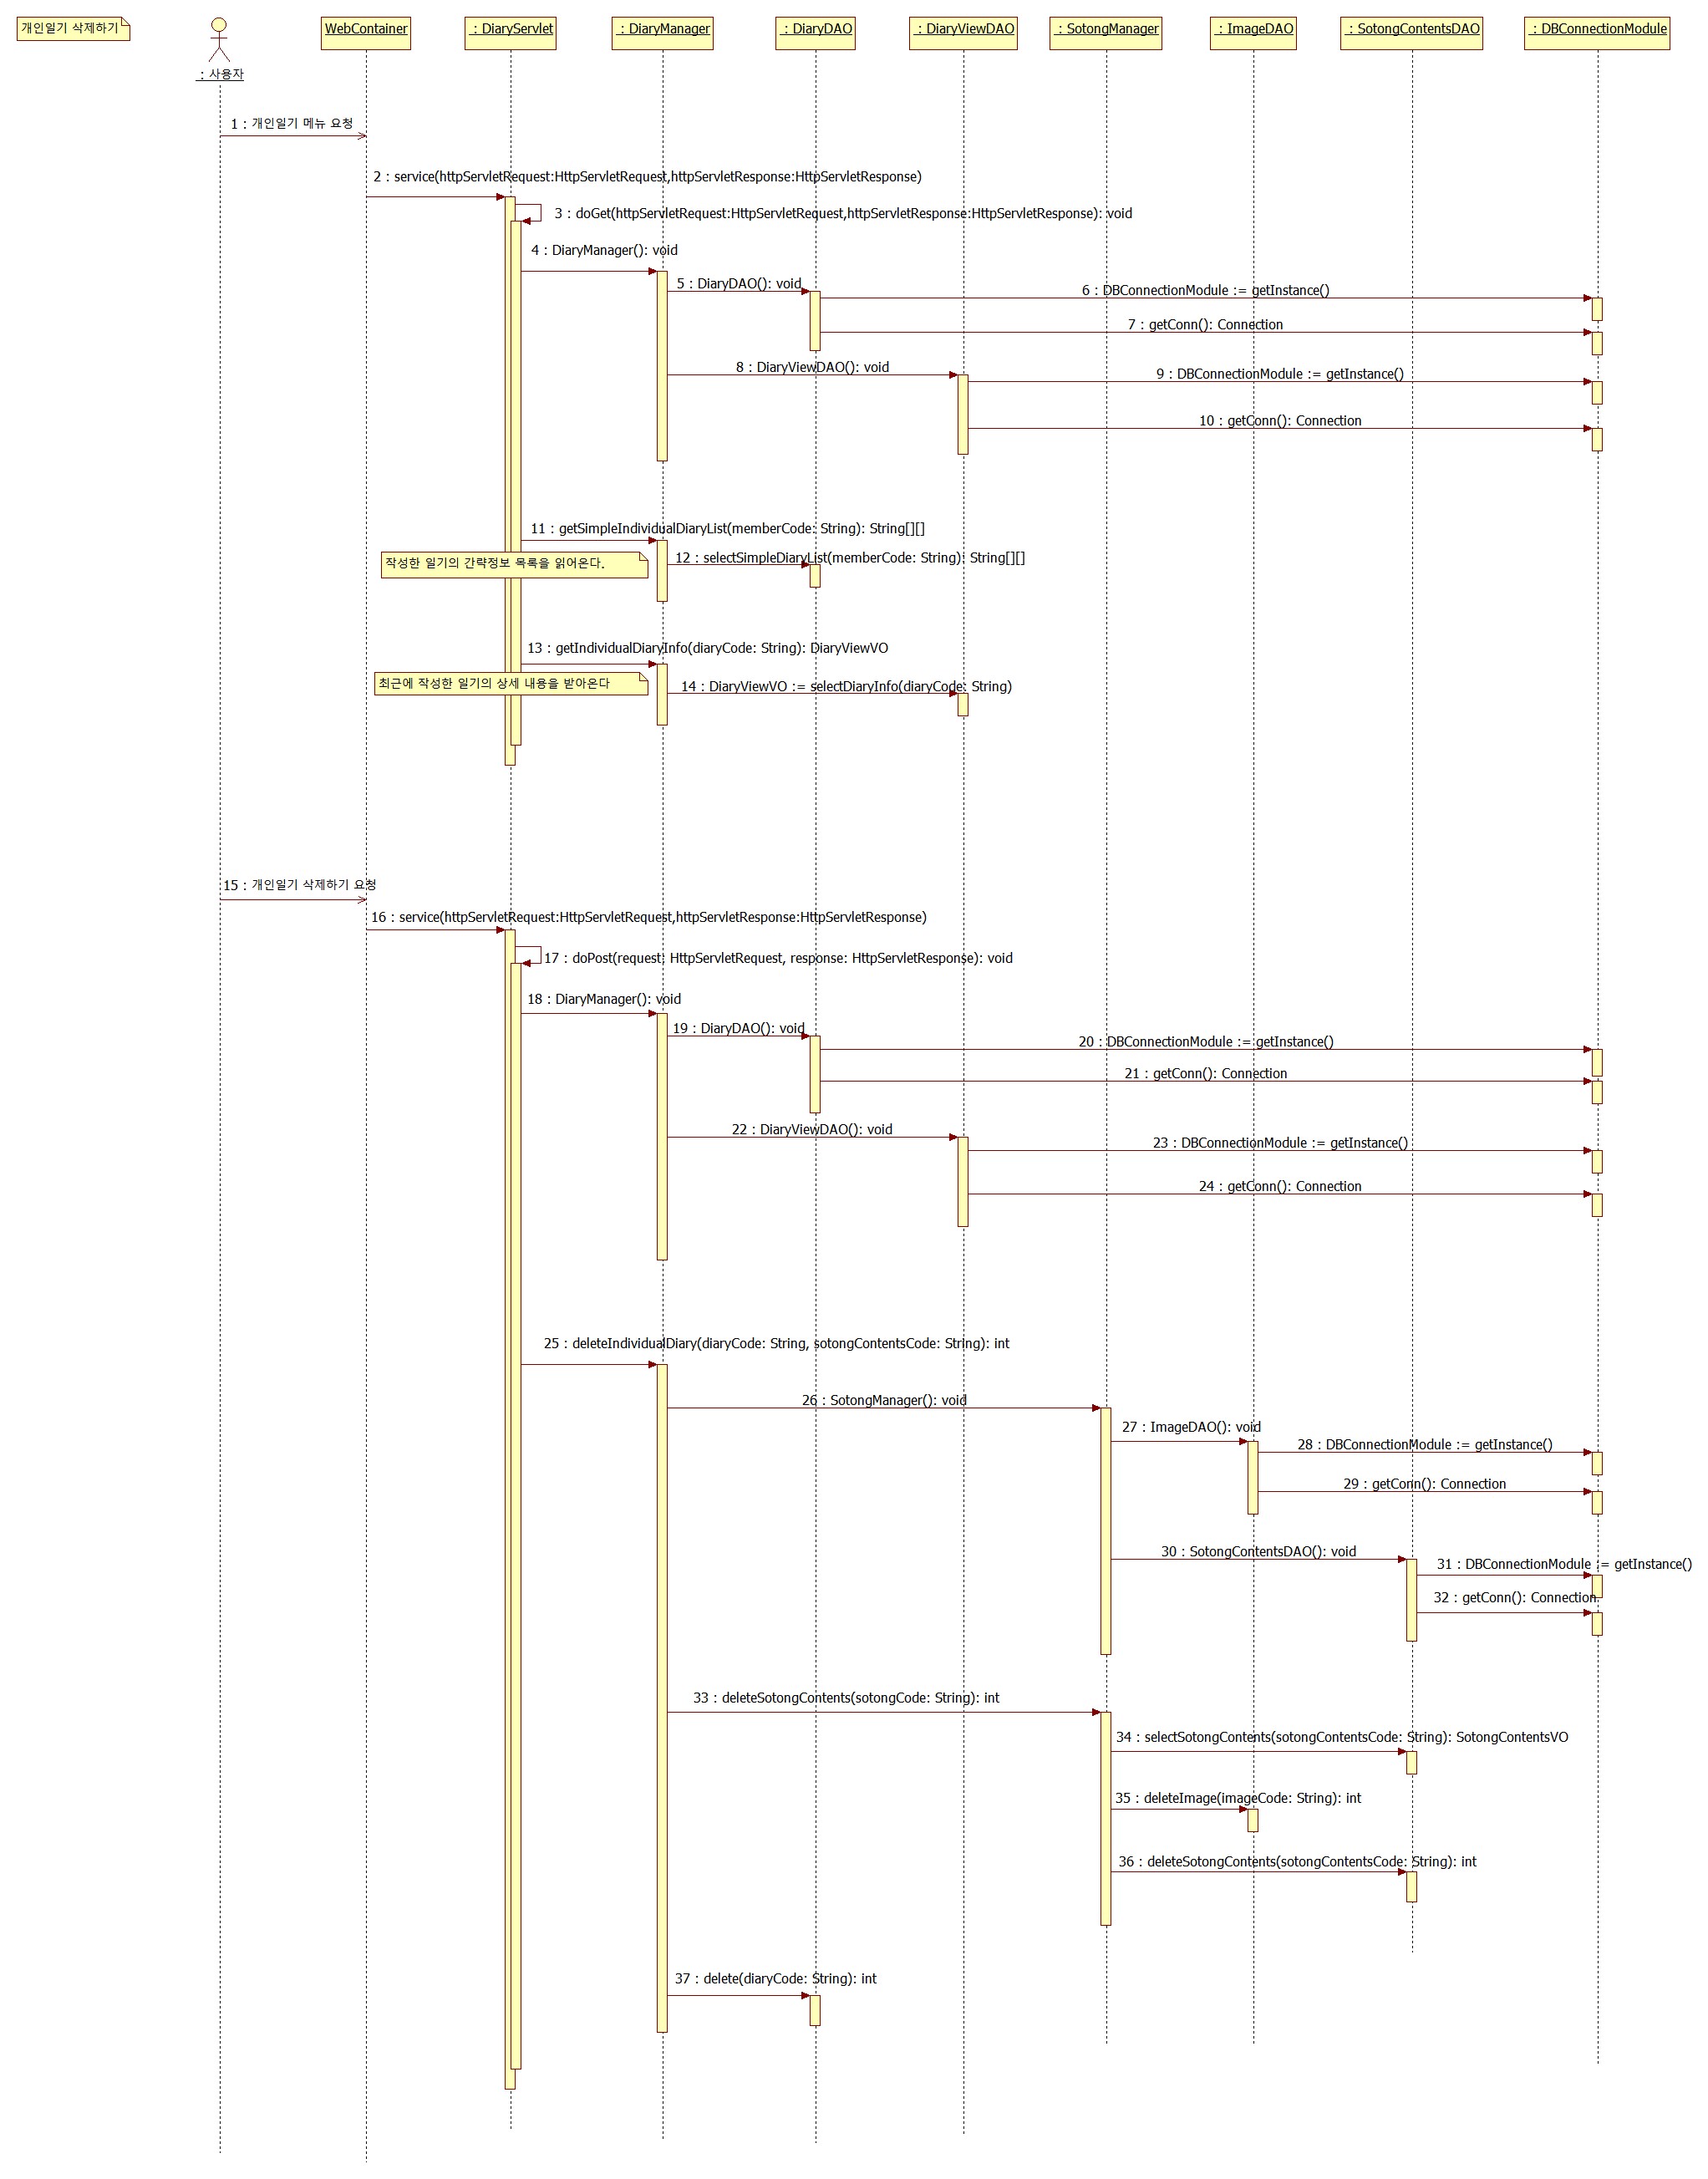 개인일기 삭제하기
: 사용자
WebContainer
: DiaryServlet
: DiaryManager
: DiaryDAO
: DiaryViewDAO
: SotongManager
: ImageDAO
: SotongContentsDAO
: DBConnectionModule
1 : 개인일기 메뉴 요청
2 : service(httpServletRequest:HttpServletRequest,httpServletResponse:HttpServletResponse)
3 : doGet(httpServletRequest:HttpServletRequest,httpServletResponse:HttpServletResponse): void
4 : DiaryManager(): void
5 : DiaryDAO(): void
6 : DBConnectionModule := getInstance()
7 : getConn(): Connection
8 : DiaryViewDAO(): void
9 : DBConnectionModule := getInstance()
10 : getConn(): Connection
11 : getSimpleIndividualDiaryList(memberCode: String): String[][]
작성한 일기의 간략정보 목록을 읽어온다.
12 : selectSimpleDiaryList(memberCode: String): String[][]
13 : getIndividualDiaryInfo(diaryCode: String): DiaryViewVO
최근에 작성한 일기의 상세 내용을 받아온다
14 : DiaryViewVO := selectDiaryInfo(diaryCode: String)
15 : 개인일기 삭제하기 요청
16 : service(httpServletRequest:HttpServletRequest,httpServletResponse:HttpServletResponse)
17 : doPost(request: HttpServletRequest, response: HttpServletResponse): void
18 : DiaryManager(): void
19 : DiaryDAO(): void
20 : DBConnectionModule := getInstance()
21 : getConn(): Connection
22 : DiaryViewDAO(): void
23 : DBConnectionModule := getInstance()
24 : getConn(): Connection
25 : deleteIndividualDiary(diaryCode: String, sotongContentsCode: String): int
26 : SotongManager(): void
27 : ImageDAO(): void
28 : DBConnectionModule := getInstance()
29 : getConn(): Connection
30 : SotongContentsDAO(): void
31 : DBConnectionModule := getInstance()
32 : getConn(): Connection
33 : deleteSotongContents(sotongCode: String): int
34 : selectSotongContents(sotongContentsCode: String): SotongContentsVO
35 : deleteImage(imageCode: String): int
36 : deleteSotongContents(sotongContentsCode: String): int
37 : delete(diaryCode: String): int